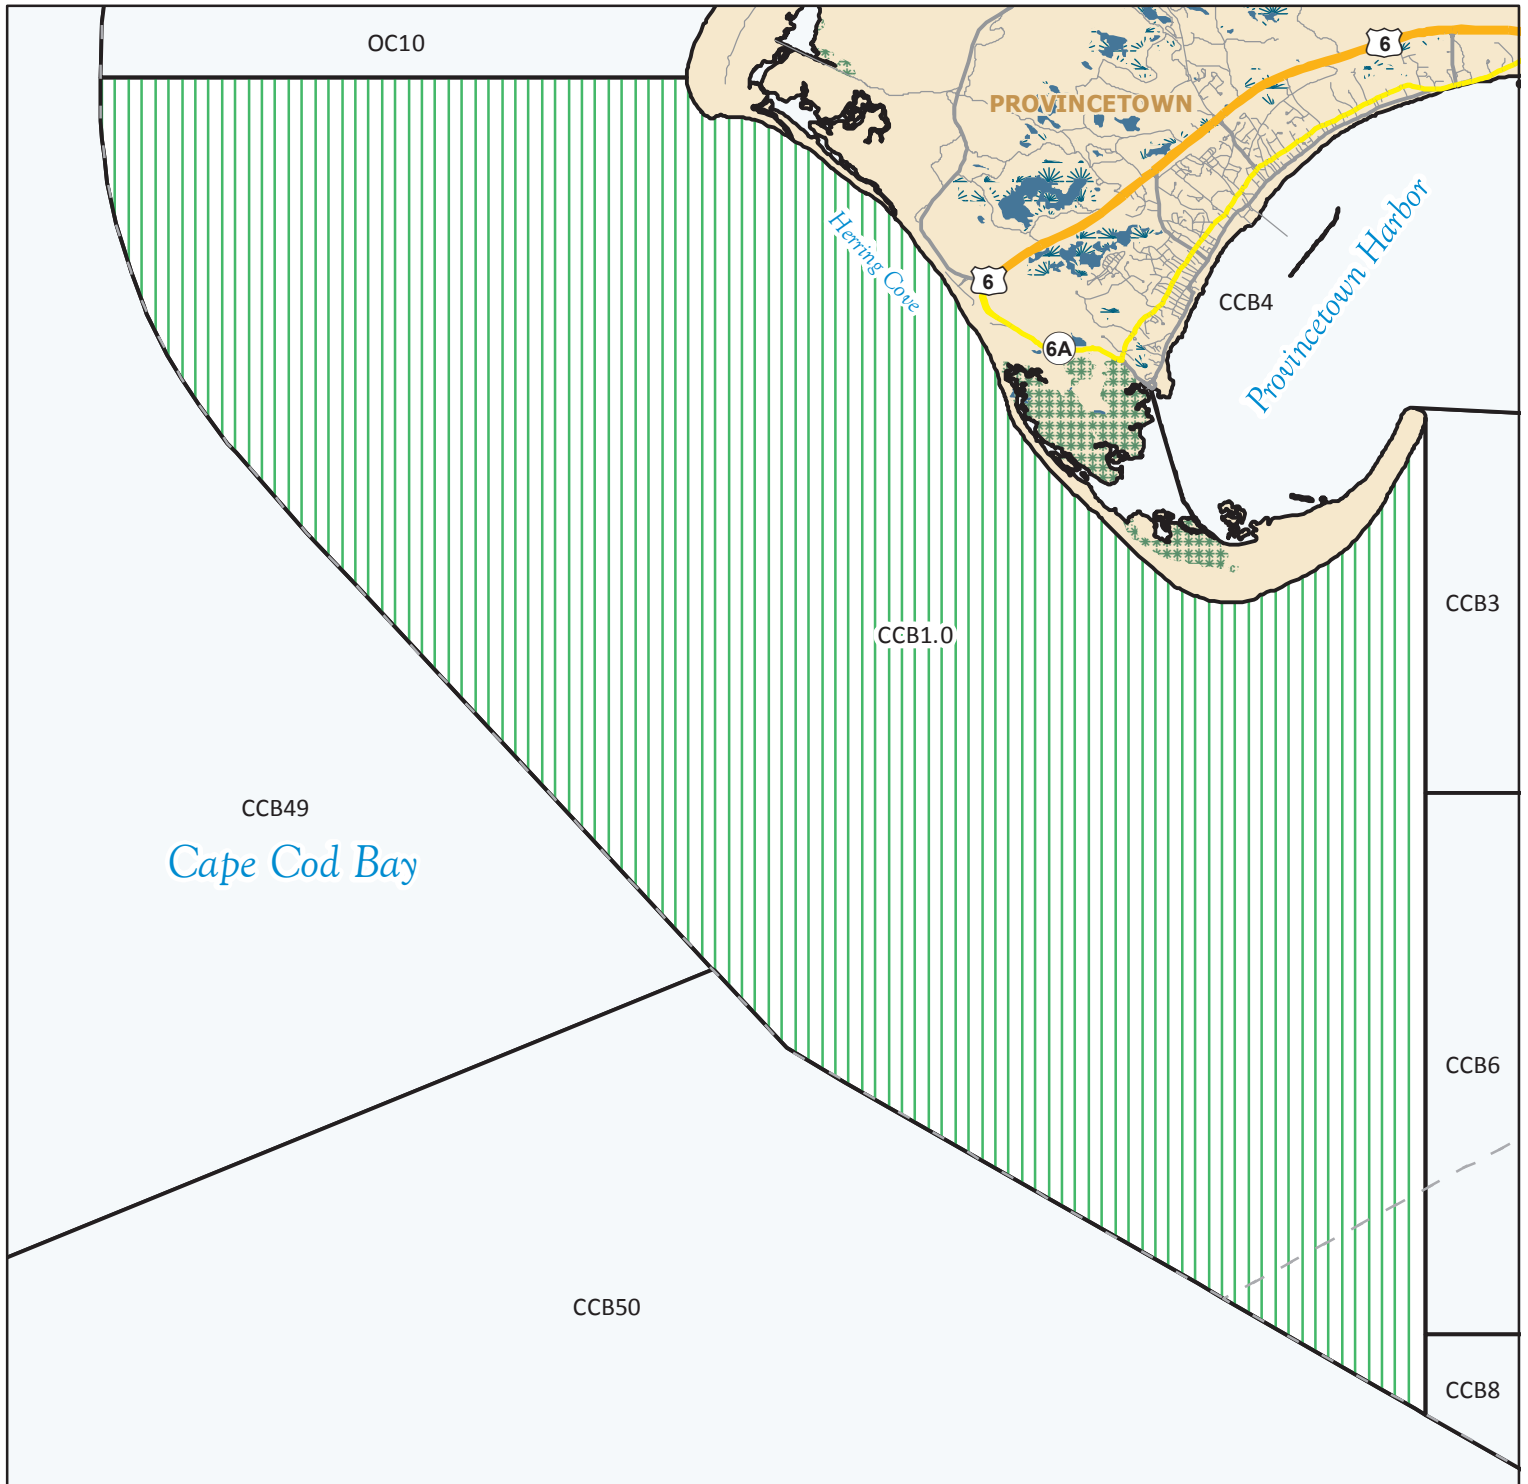 OC10
6
PROVINCETOWN
Herring Cove
6
CCB4
Provincetown Harbor
6A
CCB3
CCB1.0
CCB49
Cape Cod Bay
CCB6
CCB50
CCB8